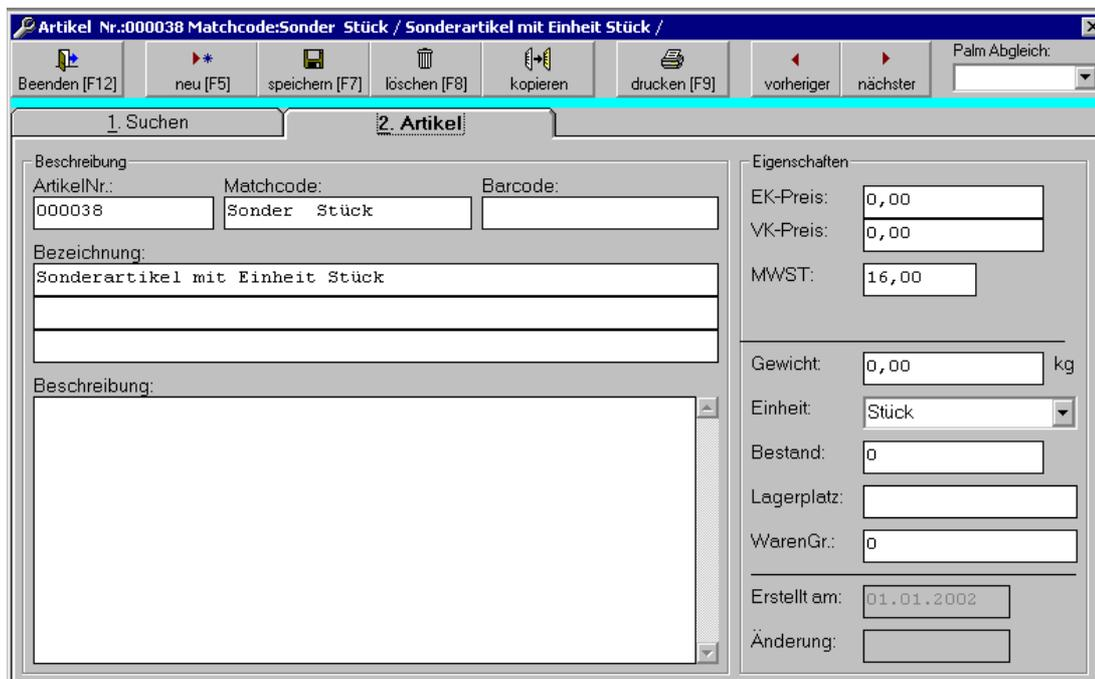 Artikel Nr.:000038 Matchcode:Sonder Stück / Sonderartikel mit Einheit Stück /
Beenden [F12] neu [F5] speichern [F7] löschen [F8] kopieren drucken [F9] vorheriger nächster Palm Abgleich:
1. Suchen 2. Artikel
Beschreibung
ArtikelNr.: Matchcode: Barcode:
000038 Sonder  Stück
Bezeichnung:
Sonderartikel mit Einheit Stück
Beschreibung:
Eigenschaften
EK-Preis: 0,00
VK-Preis: 0,00
MWST: 16,00
Gewicht: 0,00 kg
Einheit: Stück
Bestand: 0
Lagerplatz:
WarenGr.: 0
Erstellt am: 01.01.2002
Änderung: